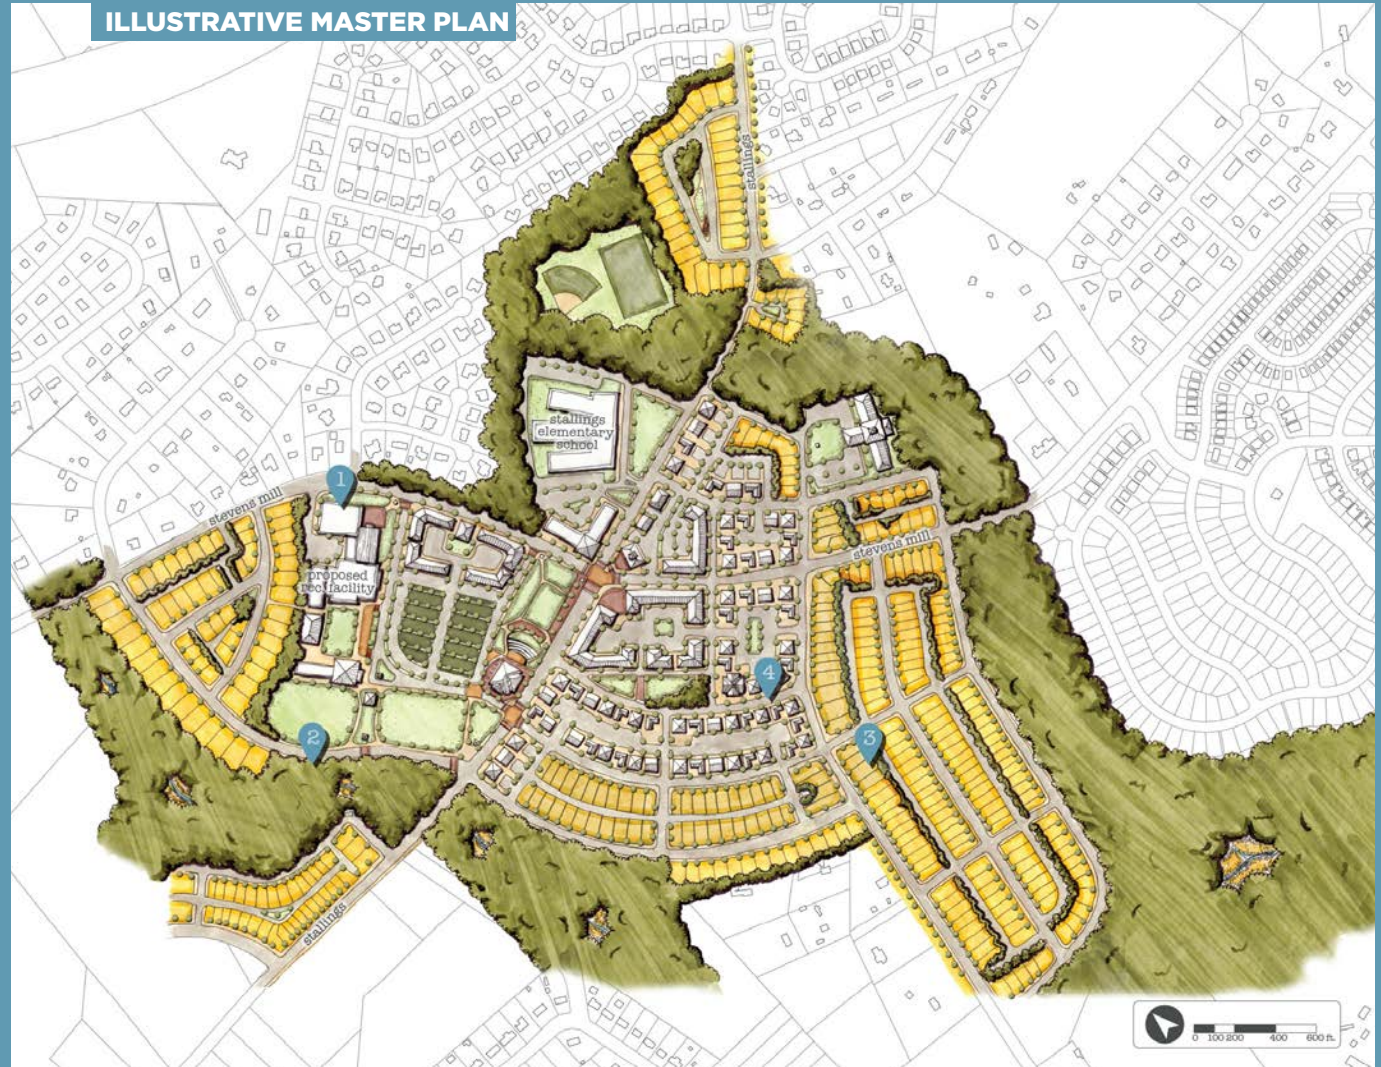 ILLUSTRATIVE MASTER PLAN
stallings
stallings
elementary
school
1
stevens mill
stevens mill
proposed
rec. facility
4
2
3
stallings
0 100 200 400 600 ft.